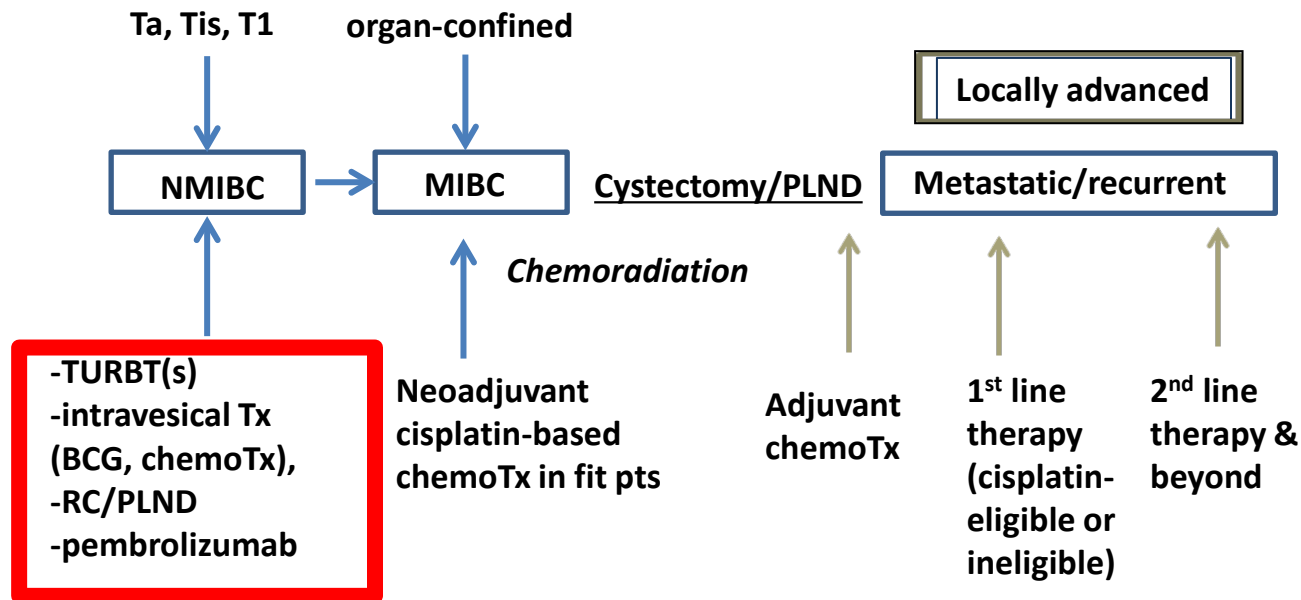 Ta, Tis, T1
organ-confined
Locally advanced
NMIBC
MIBC
Cystectomy/PLND
Metastatic/recurrent
Chemoradiation
-TURBT(s)
-intravesical Tx
(BCG, chemoTx),
-RC/PLND
-pembrolizumab
Neoadjuvant
cisplatin-based
chemoTx in fit pts
Adjuvant
chemoTx
1st line
therapy
(cisplatin-
eligible or
ineligible)
2nd line
therapy &
beyond